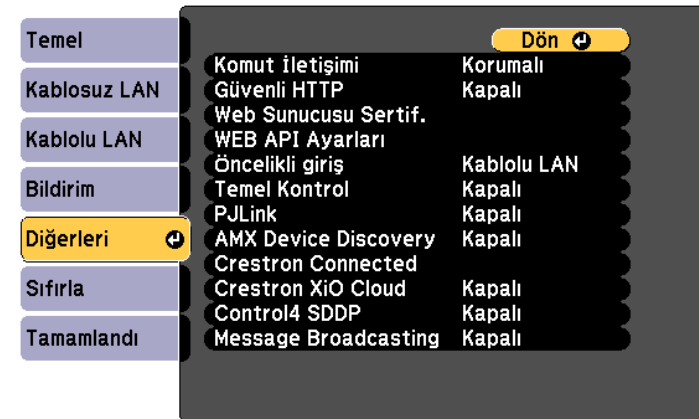 Temel
Kablosuz LAN
Kablolu LAN
Bildirim
Diğerleri
Sıfırla
Tamamlandı
Dön
Komut İletişimi Korumalı
Güvenli HTTP Kapalı
Web Sunucusu Sertif.
WEB API Ayarları
Öncelikli giriş Kablolu LAN
Temel Kontrol Kapalı
PJLink Kapalı
AMX Device Discovery Kapalı
Crestron Connected
Crestron XiO Cloud Kapalı
Control4 SDDP Kapalı
Message Broadcasting Kapalı